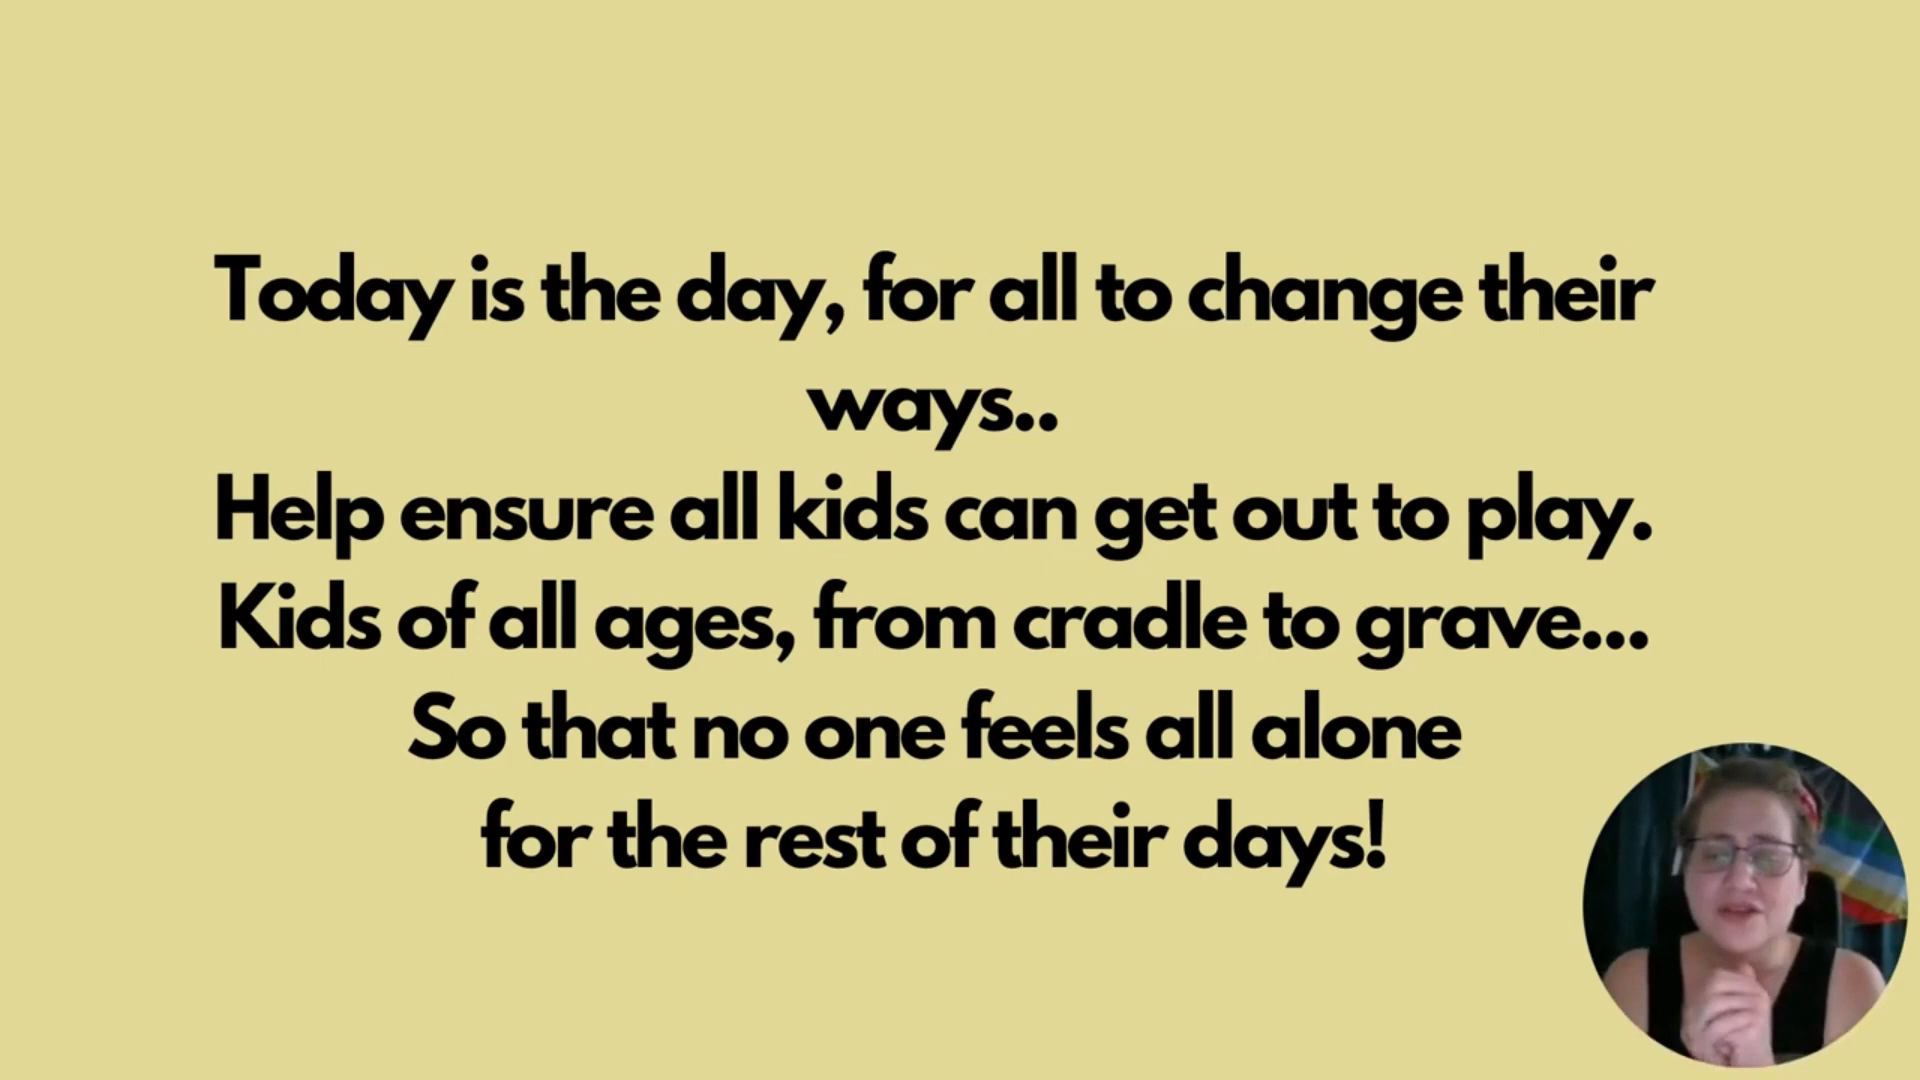 Today is the day, for all to change their
ways..
Help ensure all kids can get out to play.
Kids of all ages, from cradle to grave...
So that no one feels all alone
for the rest of their days!